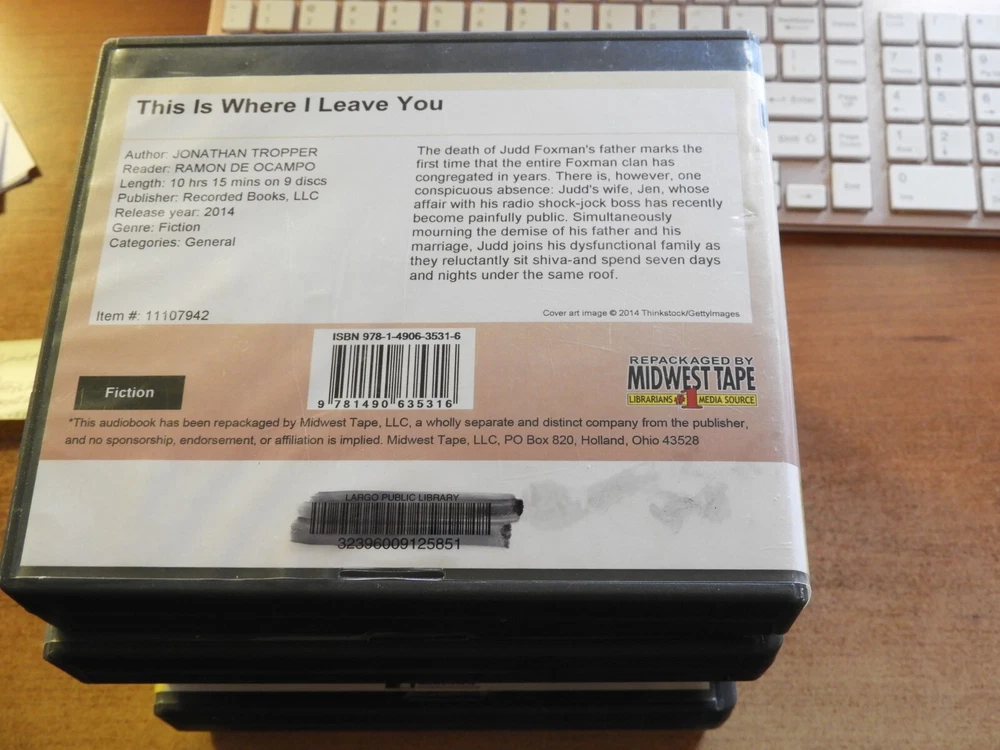 This Is Where I Leave You
Author: JONATHAN TROPPER
Reader: RAMON DE OCAMPO
Length: 10 hrs 15 mins on 9 discs
Publisher: Recorded Books, LLC
Release year: 2014
Genre: Fiction
Categories: General
The death of Judd Foxman's father marks the
first time that the entire Foxman clan has
congregated in years. There is, however, one
conspicuous absence: Judd's wife, Jen, whose
affair with his radio shock-jock boss has recently
become painfully public. Simultaneously
mourning the demise of his father and his
marriage, Judd joins his dysfunctional family as
they reluctantly sit shiva-and spend seven days
and nights under the same roof.
Item #: 11107942
Cover art image © 2014 Thinkstock/GettyImages
ISBN 978-1-4906-3531-6
9 781490 635316
Fiction
REPACKAGED BY
MIDWEST TAPE
LIBRARIANS #1 MEDIA SOURCE
*This audiobook has been repackaged by Midwest Tape, LLC, a wholly separate and distinct company from the publisher,
and no sponsorship, endorsement, or affiliation is implied. Midwest Tape, LLC, PO Box 820, Holland, Ohio 43528
LARGO PUBLIC LIBRARY
32396009125851